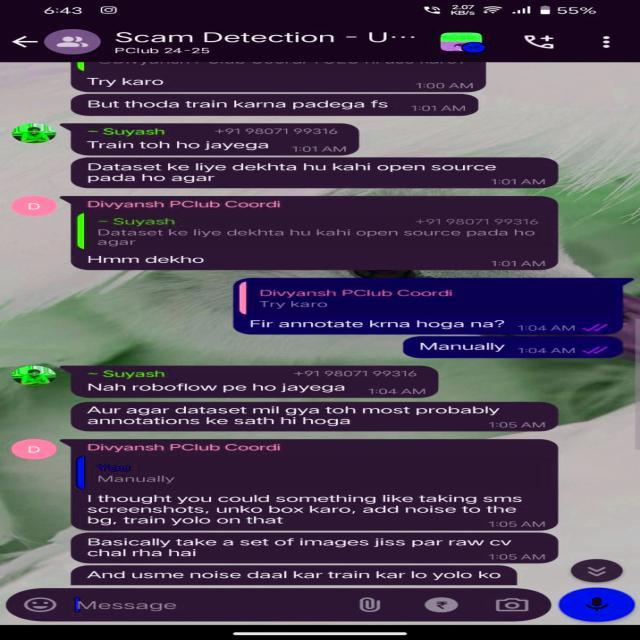 6:43
2.07
KB/s
55%
Scam Detection - U...
PClub 24-25
Try karo
1:00 AM
But thoda train karna padega fs 1:01 AM
~ Suyash +91 98071 99316
Train toh ho jayega 1:01 AM
Dataset ke liye dekhta hu kahi open source
pada ho agar 1:01 AM
D
Divyansh PClub Coordi
~ Suyash +91 98071 99316
Dataset ke liye dekhta hu kahi open source pada ho
agar
Hmm dekho 1:01 AM
Divyansh PClub Coordi
Try karo
Fir annotate krna hoga na? 1:04 AM
Manually 1:04 AM
~ Suyash +91 98071 99316
Nah roboflow pe ho jayega 1:04 AM
Aur agar dataset mil gya toh most probably
annotations ke sath hi hoga 1:05 AM
D
Divyansh PClub Coordi
You
Manually
I thought you could something like taking sms
screenshots, unko box karo, add noise to the
bg, train yolo on that 1:05 AM
Basically take a set of images jiss par raw cv
chal rha hai 1:05 AM
And usme noise daal kar train kar lo yolo ko
Message